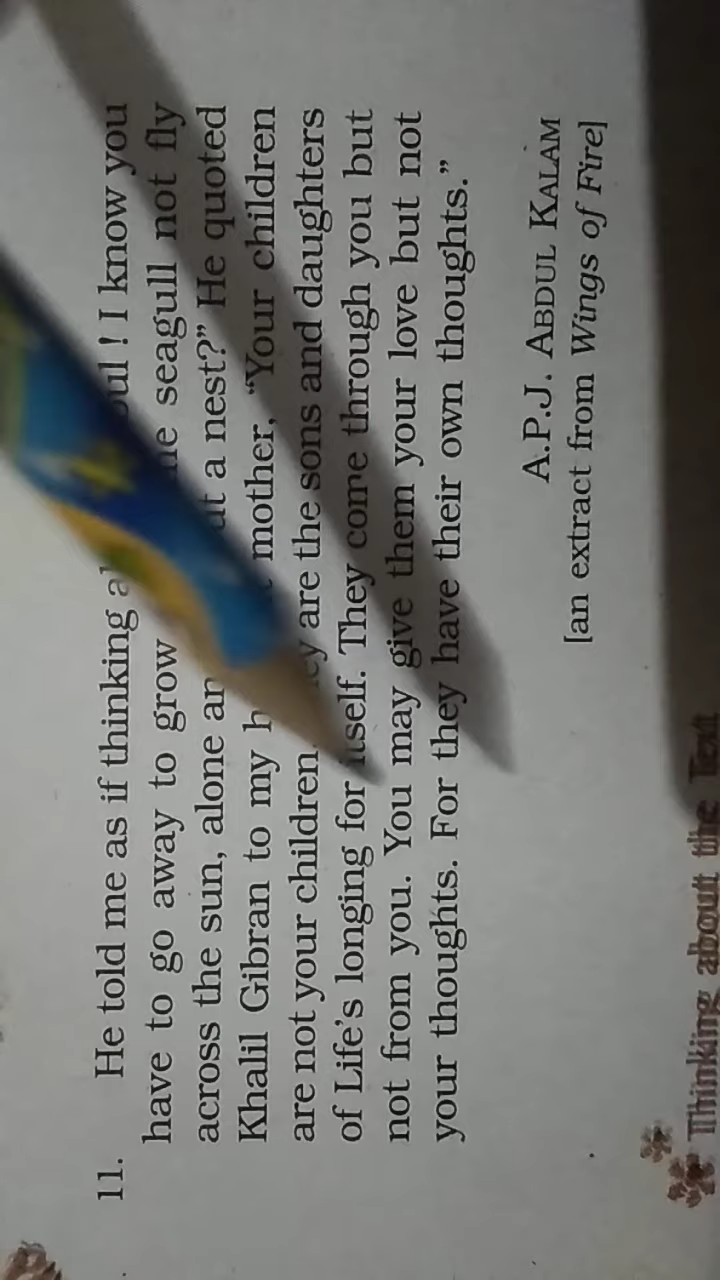 11. He told me as if thinking ! I know you
have to go away to grow seagull not fly
across the sun, alone a nest?” He quoted
Khalil Gibran to my mother, “Your children
are not your children. are the sons and daughters
of Life’s longing for itself. They come through you but
not from you. You may give them your love but not
your thoughts. For they have their own thoughts.”
A.P.J. ABDUL KALAM
[an extract from Wings of Fire]
Thinking about the Text